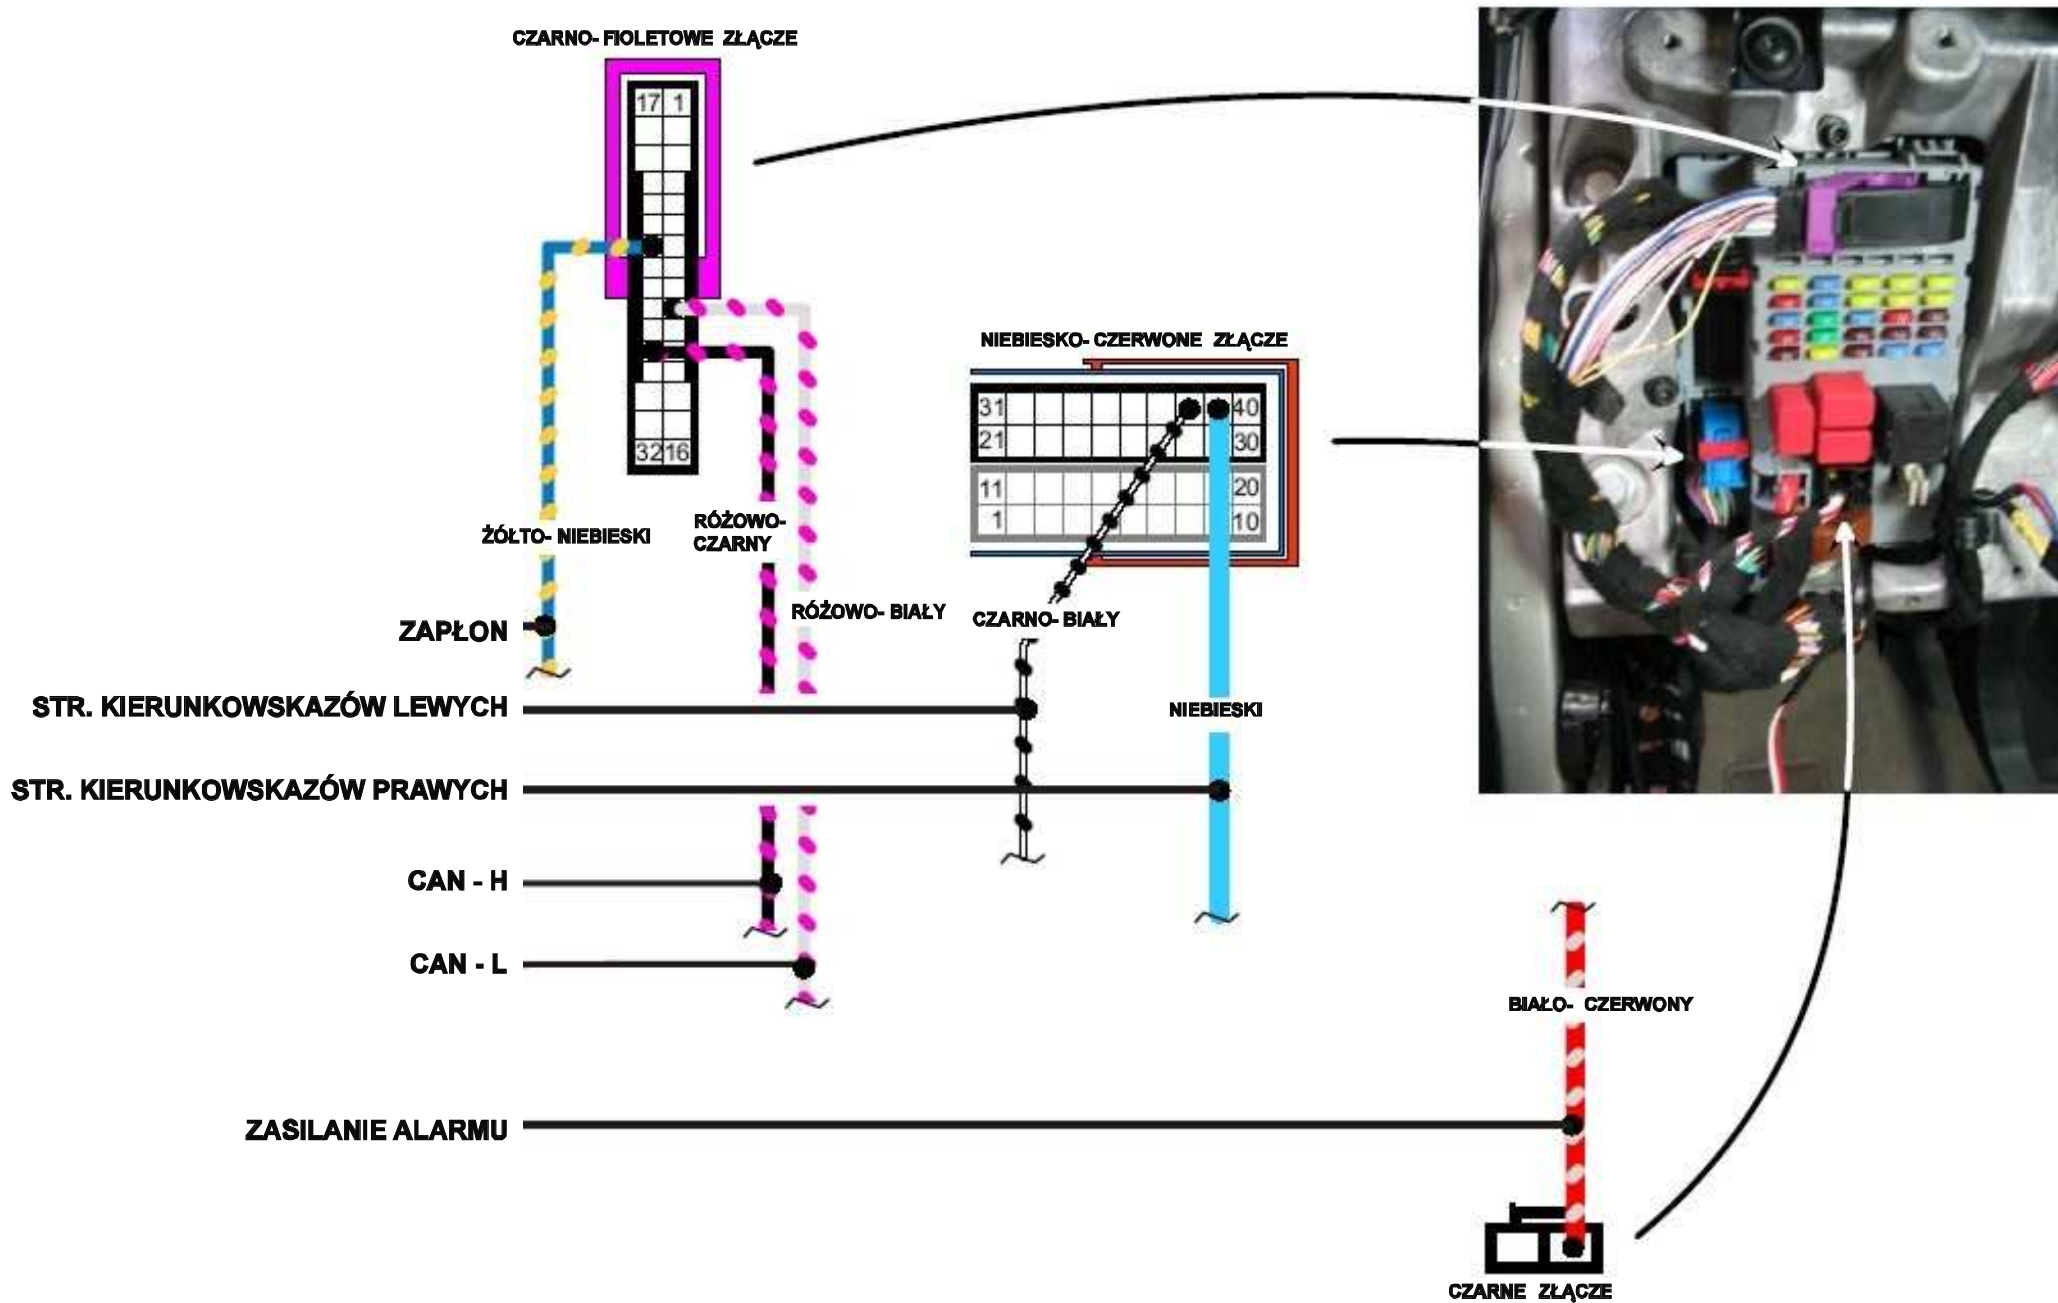 CZARNO- FIOLETOWE ZŁĄCZE
17 1
32 16
NIEBIESKO- CZERWONE ZŁĄCZE
31 40
21 30
11 20
1 10
ŻÓŁTO- NIEBIESKI
RÓŻOWO-
CZARNY
RÓŻOWO- BIAŁY
CZARNO- BIAŁY
ZAPŁON
STR. KIERUNKOWSKAZÓW LEWYCH
NIEBIESKI
STR. KIERUNKOWSKAZÓW PRAWYCH
CAN - H
CAN - L
BIAŁO- CZERWONY
ZASILANIE ALARMU
CZARNE ZŁĄCZE